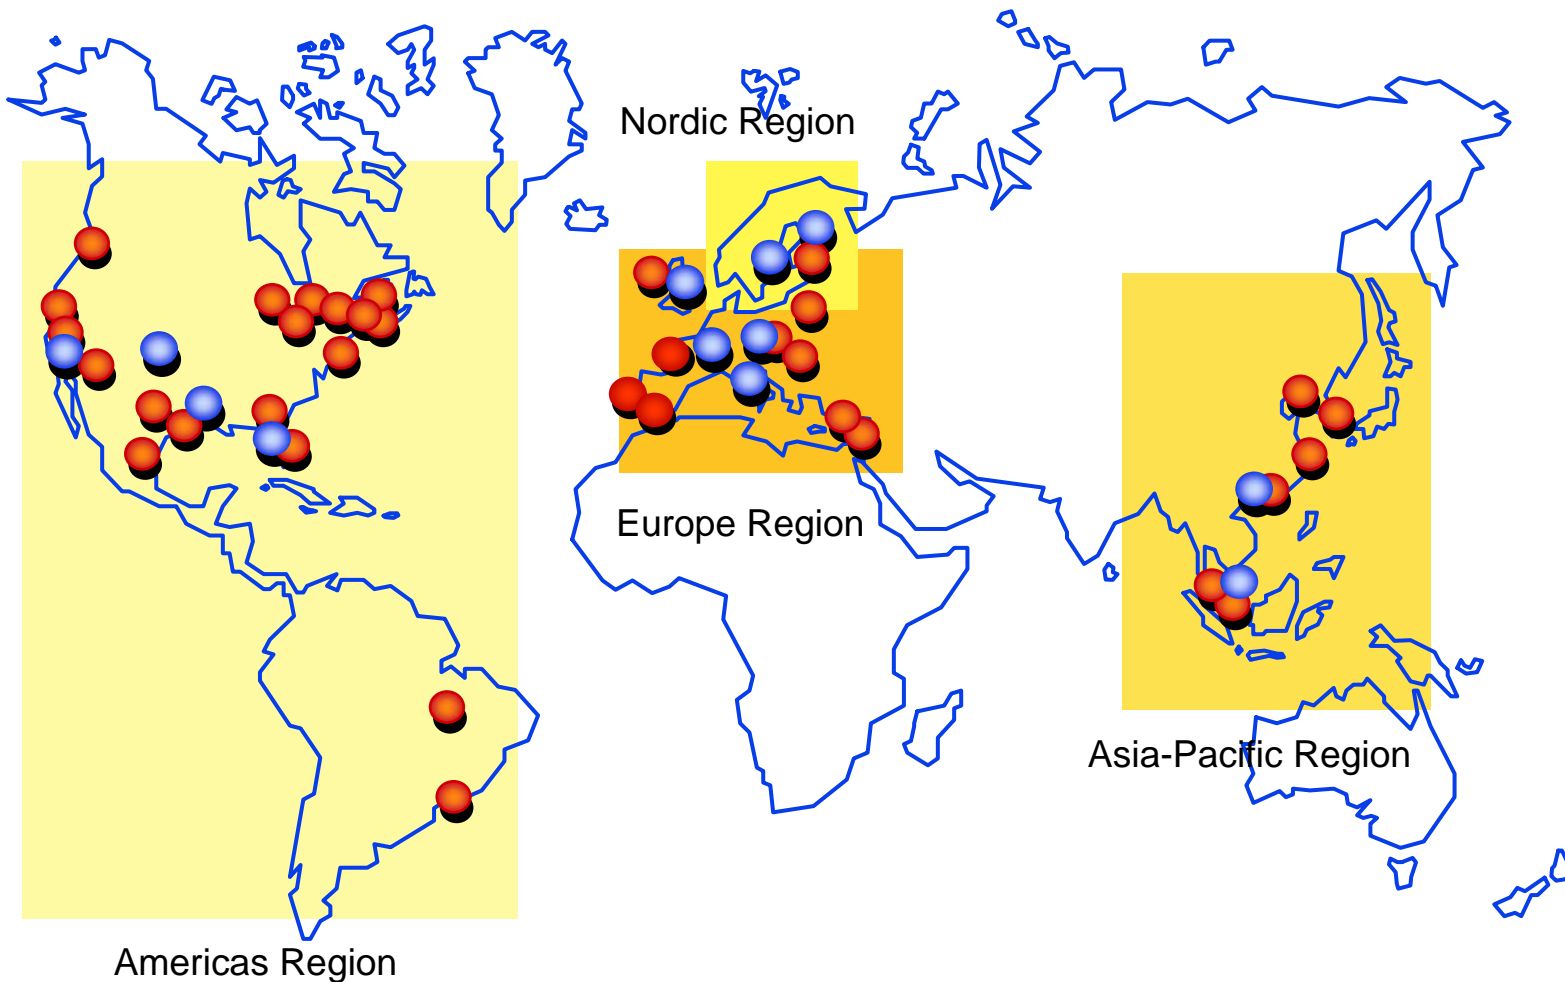 Nordic Region
Europe Region
Asia-Pacific Region
Americas Region